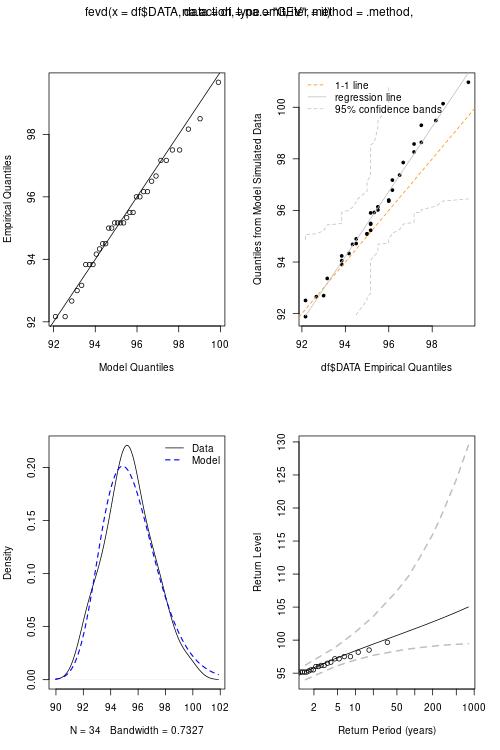 fevd(x = df$DATA, data = df, type = "GEV", method = .method,
Empirical Quantiles
92 94 96 98
92 94 96 98 100
Model Quantiles
Quantiles from Model Simulated Data
92 94 96 98 100
1-1 line
regression line
95% confidence bands
92 94 96 98
df$DATA Empirical Quantiles
Density
0.00 0.05 0.10 0.15 0.20
Data
Model
90 92 94 96 98 100 102
N = 34 Bandwidth = 0.7327
Return Level
95 100 105 110 115 120 125 130
2 5 10 50 200 1000
Return Period (years)